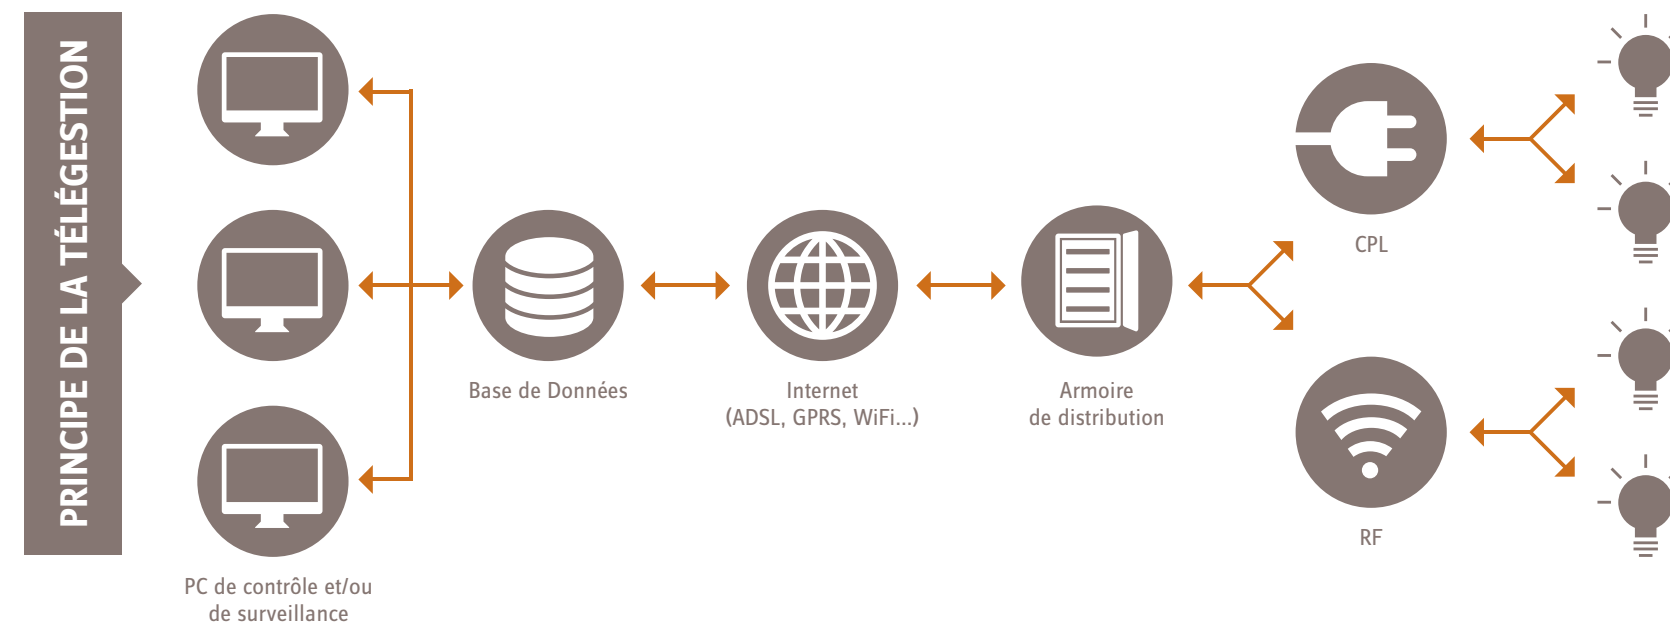 PRINCIPE DE LA TÉLÉGESTION
PC de contrôle et/ou
de surveillance
Base de Données
Internet
(ADSL, GPRS, WiFi...)
Armoire
de distribution
CPL
RF